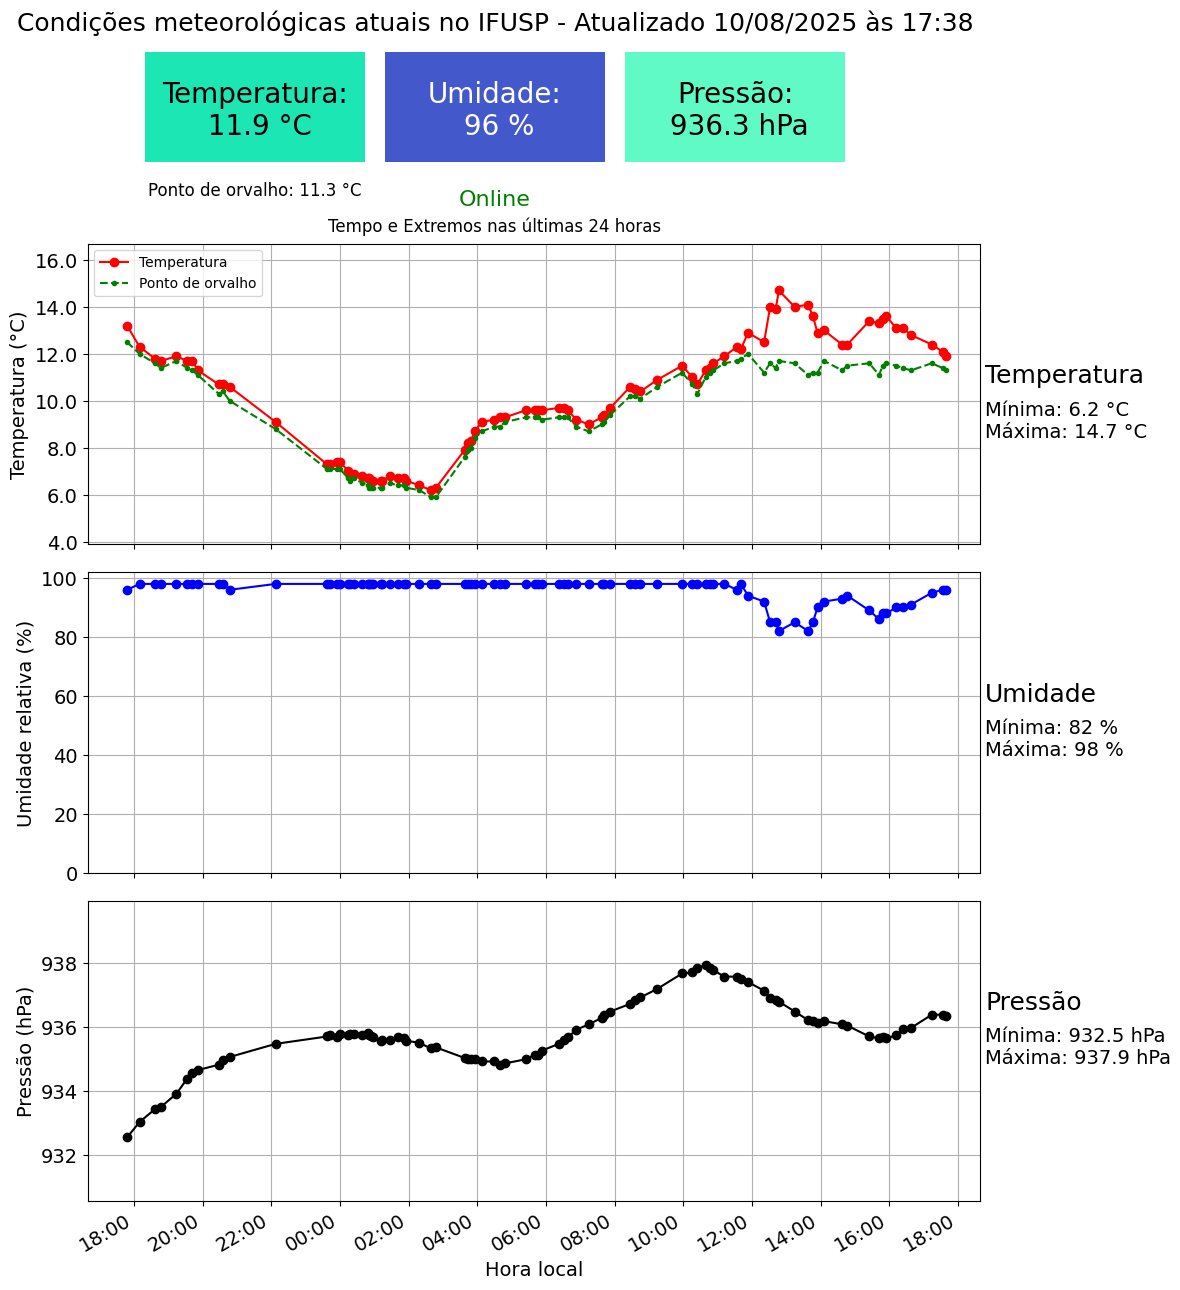 Condições meteorológicas atuais no IFUSP - Atualizado 10/08/2025 às 17:38
Temperatura:
11.9 °C
Umidade:
96 %
Pressão:
936.3 hPa
Ponto de orvalho: 11.3 °C
Online
Tempo e Extremos nas últimas 24 horas
Temperatura (°C)
16.0
14.0
12.0
10.0
8.0
6.0
4.0
Temperatura
Ponto de orvalho
Temperatura
Mínima: 6.2 °C
Máxima: 14.7 °C
Umidade relativa (%)
100
80
60
40
20
0
Umidade
Mínima: 82 %
Máxima: 98 %
Pressão (hPa)
938
936
934
932
Pressão
Mínima: 932.5 hPa
Máxima: 937.9 hPa
18:00
20:00
22:00
00:00
02:00
04:00
06:00
08:00
10:00
12:00
14:00
16:00
18:00
Hora local